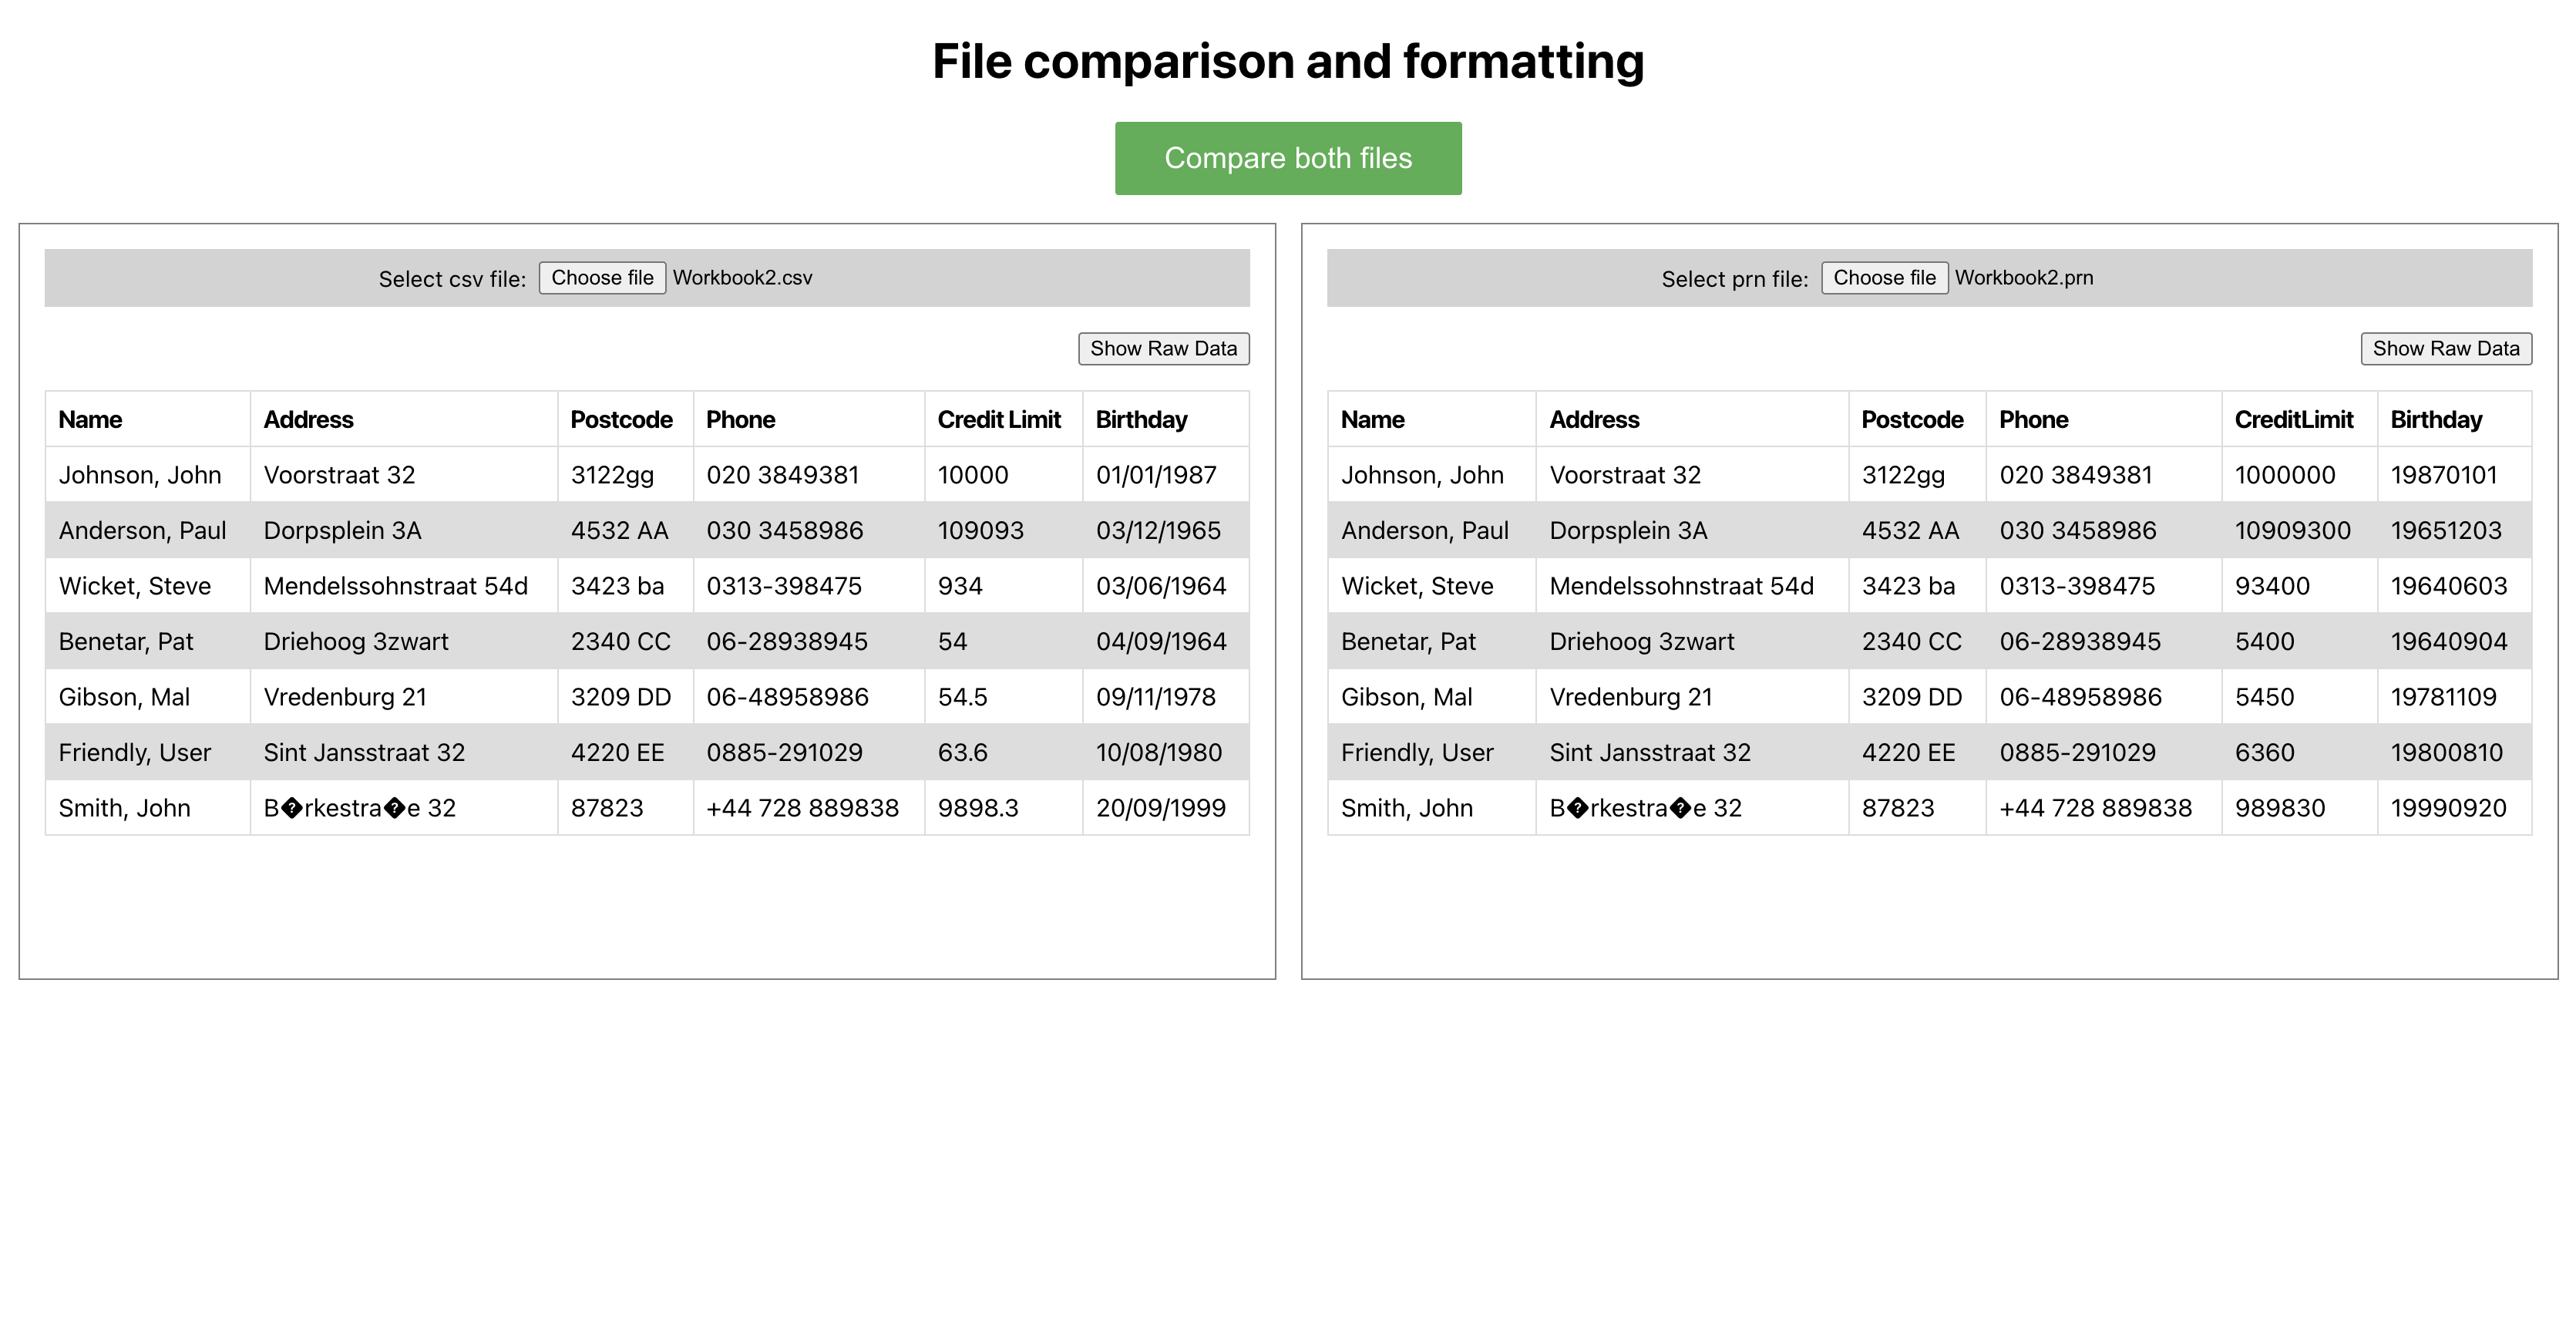 File comparison and formatting
Compare both files
Select csv file: Choose file Workbook2.csv
Show Raw Data
Name Address Postcode Phone Credit Limit Birthday
Johnson, John Voorstraat 32 3122gg 020 3849381 10000 01/01/1987
Anderson, Paul Dorpsplein 3A 4532 AA 030 3458986 109093 03/12/1965
Wicket, Steve Mendelssohnstraat 54d 3423 ba 0313-398475 934 03/06/1964
Benetar, Pat Driehoog 3zwart 2340 CC 06-28938945 54 04/09/1964
Gibson, Mal Vredenburg 21 3209 DD 06-48958986 54.5 09/11/1978
Friendly, User Sint Jansstraat 32 4220 EE 0885-291029 63.6 10/08/1980
Smith, John B�rkestra�e 32 87823 +44 728 889838 9898.3 20/09/1999
Select prn file: Choose file Workbook2.prn
Show Raw Data
Name Address Postcode Phone CreditLimit Birthday
Johnson, John Voorstraat 32 3122gg 020 3849381 1000000 19870101
Anderson, Paul Dorpsplein 3A 4532 AA 030 3458986 10909300 19651203
Wicket, Steve Mendelssohnstraat 54d 3423 ba 0313-398475 93400 19640603
Benetar, Pat Driehoog 3zwart 2340 CC 06-28938945 5400 19640904
Gibson, Mal Vredenburg 21 3209 DD 06-48958986 5450 19781109
Friendly, User Sint Jansstraat 32 4220 EE 0885-291029 6360 19800810
Smith, John B�rkestra�e 32 87823 +44 728 889838 989830 19990920